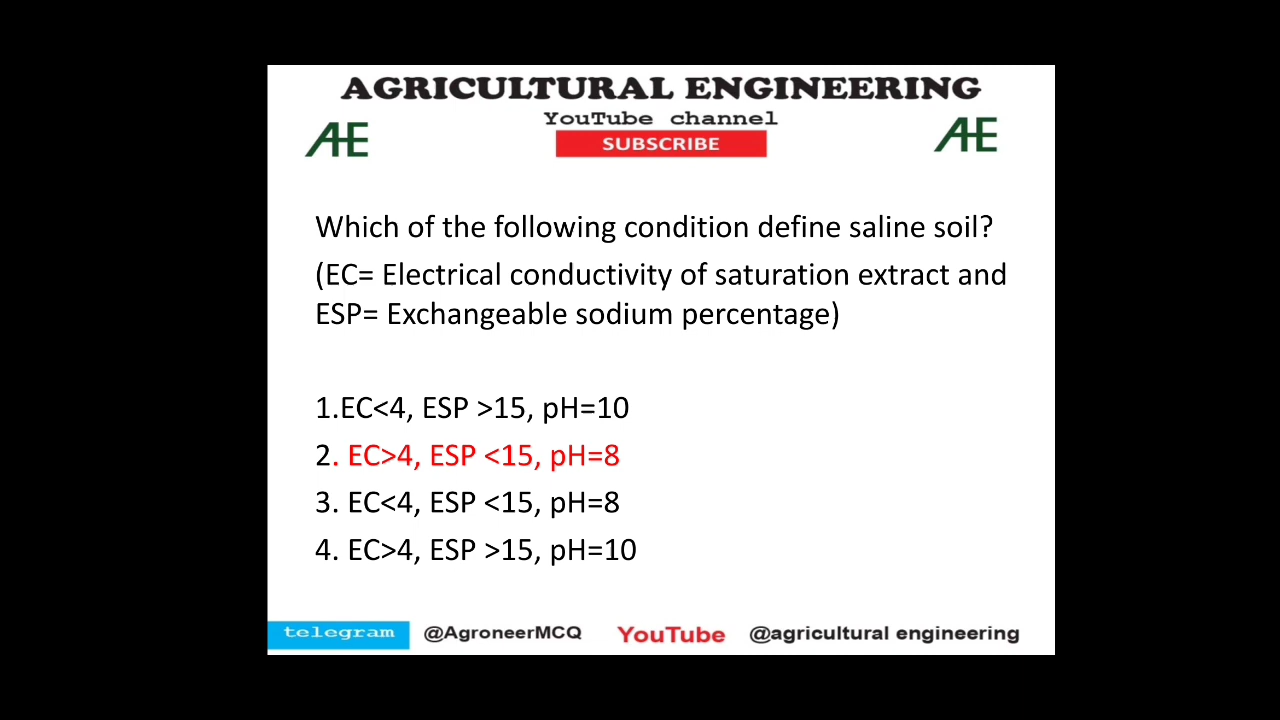 AGRICULTURAL ENGINEERING
YouTube channel
AE
SUBSCRIBE
AE
Which of the following condition define saline soil?
(EC= Electrical conductivity of saturation extract and
ESP= Exchangeable sodium percentage)
1.EC<4, ESP >15, pH=10
2. EC>4, ESP <15, pH=8
3. EC<4, ESP <15, pH=8
4. EC>4, ESP >15, pH=10
telegram @AgroneerMCQ YouTube @agricultural engineering